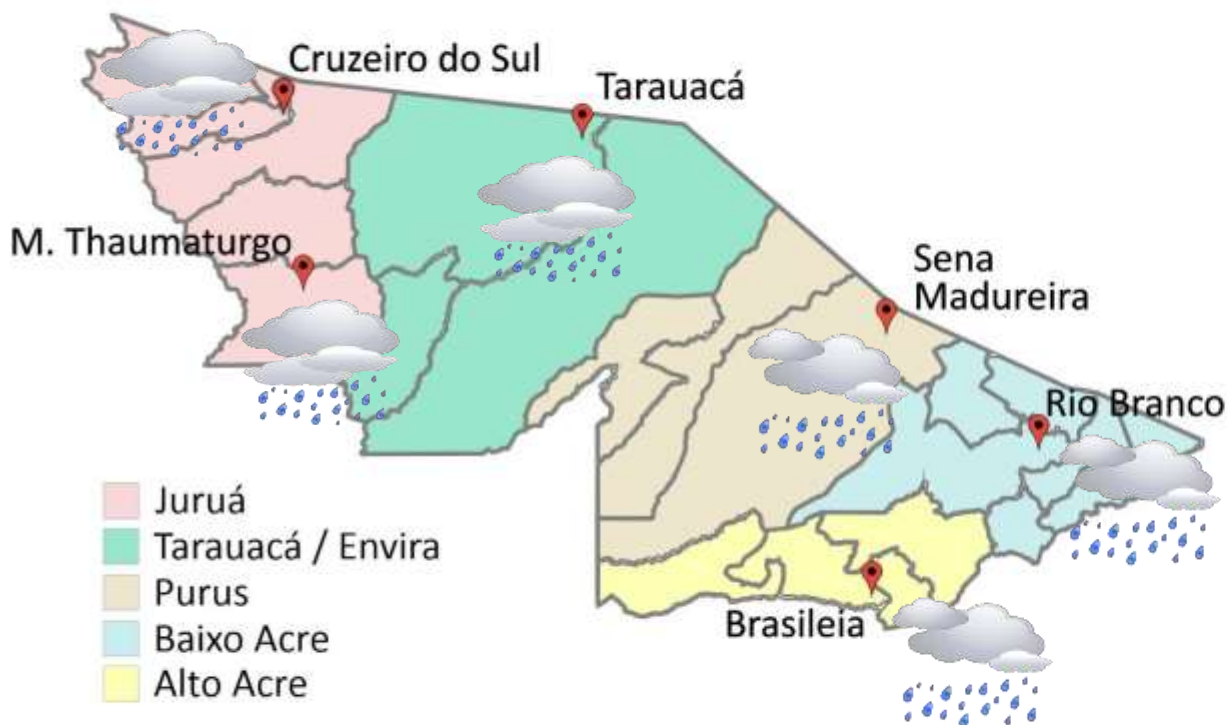 Cruzeiro do Sul
Tarauacá
M. Thaumaturgo
Sena
Madureira
Rio Branco
Brasileia
Juruá
Tarauacá / Envira
Purus
Baixo Acre
Alto Acre